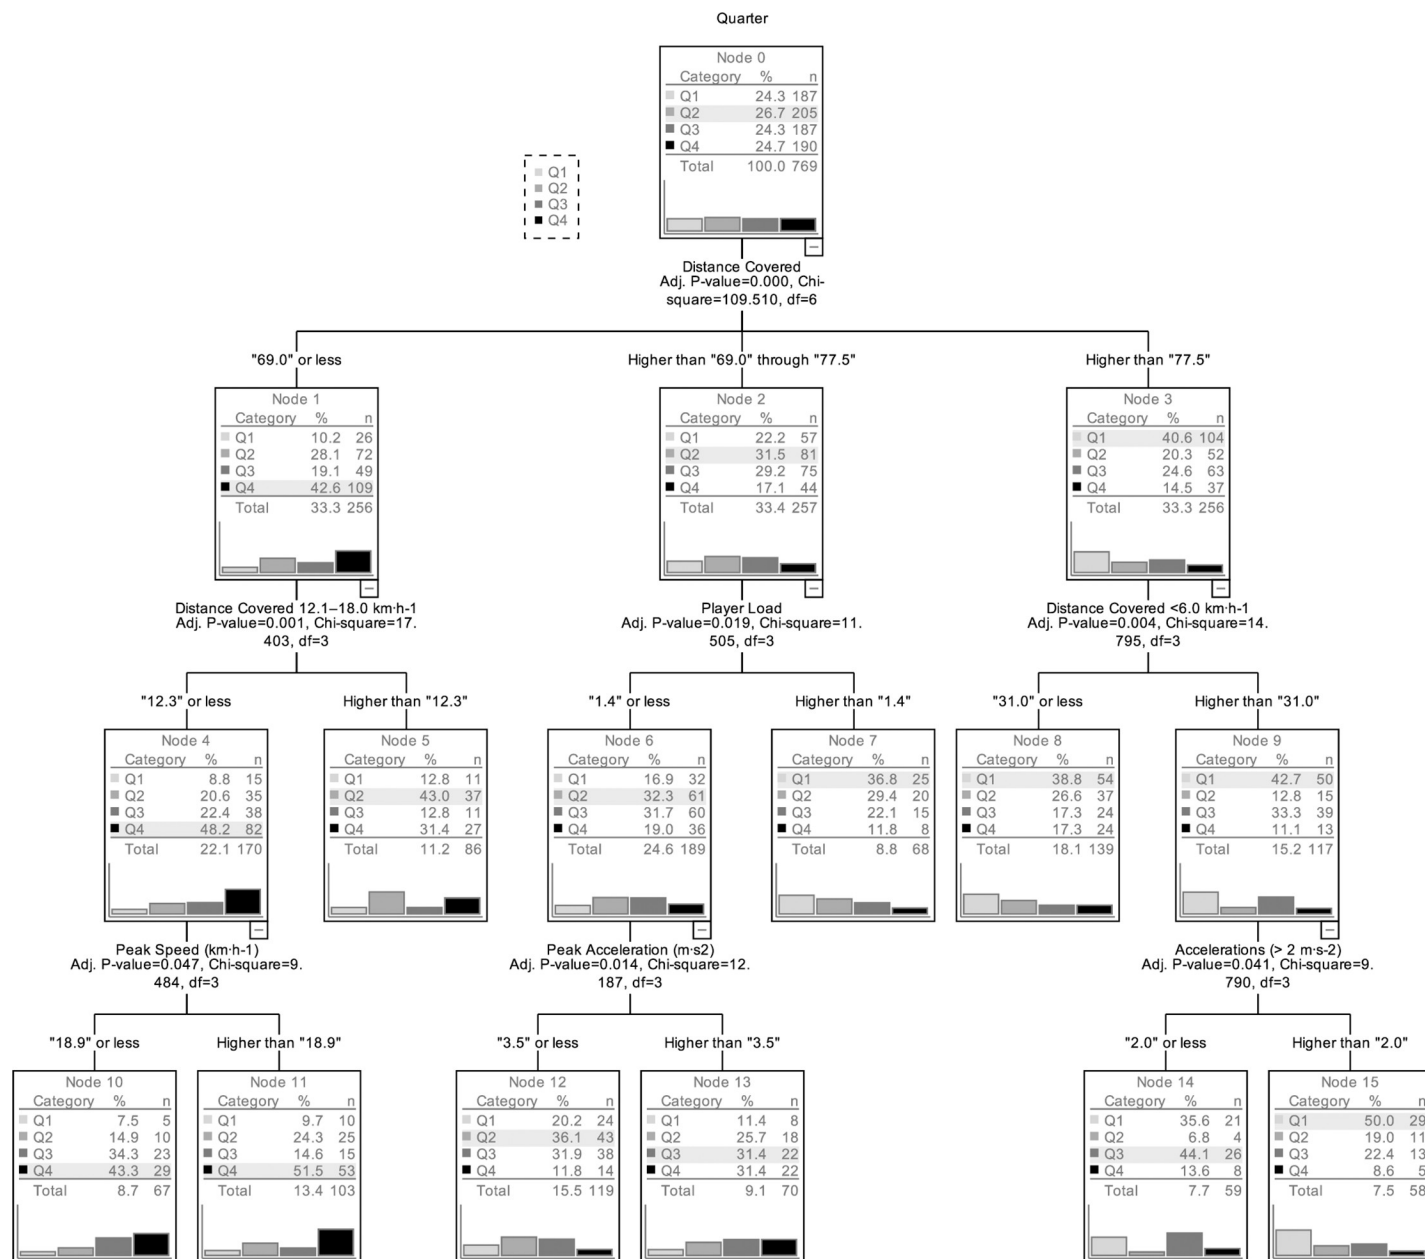 Quarter
Node 0
Category % n
Q1 24.3 187
Q2 26.7 205
Q3 24.3 187
Q4 24.7 190
Total 100.0 769
Q1
Q2
Q3
Q4
Distance Covered
Adj. P-value=0.000, Chi-
square=109.510, df=6
"69.0" or less
Higher than "69.0" through "77.5"
Higher than "77.5"
Node 1
Category % n
Q1 10.2 26
Q2 28.1 72
Q3 19.1 49
Q4 42.6 109
Total 33.3 256
Node 2
Category % n
Q1 22.2 57
Q2 31.5 81
Q3 29.2 75
Q4 17.1 44
Total 33.4 257
Node 3
Category % n
Q1 40.6 104
Q2 20.3 52
Q3 24.6 63
Q4 14.5 37
Total 33.3 256
Distance Covered 12.1–18.0 km·h-1
Adj. P-value=0.001, Chi-square=17.
403, df=3
Player Load
Adj. P-value=0.019, Chi-square=11.
505, df=3
Distance Covered <6.0 km·h-1
Adj. P-value=0.004, Chi-square=14.
795, df=3
"12.3" or less
Higher than "12.3"
"1.4" or less
Higher than "1.4"
"31.0" or less
Higher than "31.0"
Node 4
Category % n
Q1 8.8 15
Q2 20.6 35
Q3 22.4 38
Q4 48.2 82
Total 22.1 170
Node 5
Category % n
Q1 12.8 11
Q2 43.0 37
Q3 12.8 11
Q4 31.4 27
Total 11.2 86
Node 6
Category % n
Q1 16.9 32
Q2 32.3 61
Q3 31.7 60
Q4 19.0 36
Total 24.6 189
Node 7
Category % n
Q1 36.8 25
Q2 29.4 20
Q3 22.1 15
Q4 11.8 8
Total 8.8 68
Node 8
Category % n
Q1 38.8 54
Q2 26.6 37
Q3 17.3 24
Q4 17.3 24
Total 18.1 139
Node 9
Category % n
Q1 42.7 50
Q2 12.8 15
Q3 33.3 39
Q4 11.1 13
Total 15.2 117
Peak Speed (km·h-1)
Adj. P-value=0.047, Chi-square=9.
484, df=3
Peak Acceleration (m·s2)
Adj. P-value=0.014, Chi-square=12.
187, df=3
Accelerations (> 2 m·s-2)
Adj. P-value=0.041, Chi-square=9.
790, df=3
"18.9" or less
Higher than "18.9"
"3.5" or less
Higher than "3.5"
"2.0" or less
Higher than "2.0"
Node 10
Category % n
Q1 7.5 5
Q2 14.9 10
Q3 34.3 23
Q4 43.3 29
Total 8.7 67
Node 11
Category % n
Q1 9.7 10
Q2 24.3 25
Q3 14.6 15
Q4 51.5 53
Total 13.4 103
Node 12
Category % n
Q1 20.2 24
Q2 36.1 43
Q3 31.9 38
Q4 11.8 14
Total 15.5 119
Node 13
Category % n
Q1 11.4 8
Q2 25.7 18
Q3 31.4 22
Q4 31.4 22
Total 9.1 70
Node 14
Category % n
Q1 35.6 21
Q2 6.8 4
Q3 44.1 26
Q4 13.6 8
Total 7.7 59
Node 15
Category % n
Q1 50.0 29
Q2 19.0 11
Q3 22.4 13
Q4 8.6 5
Total 7.5 58